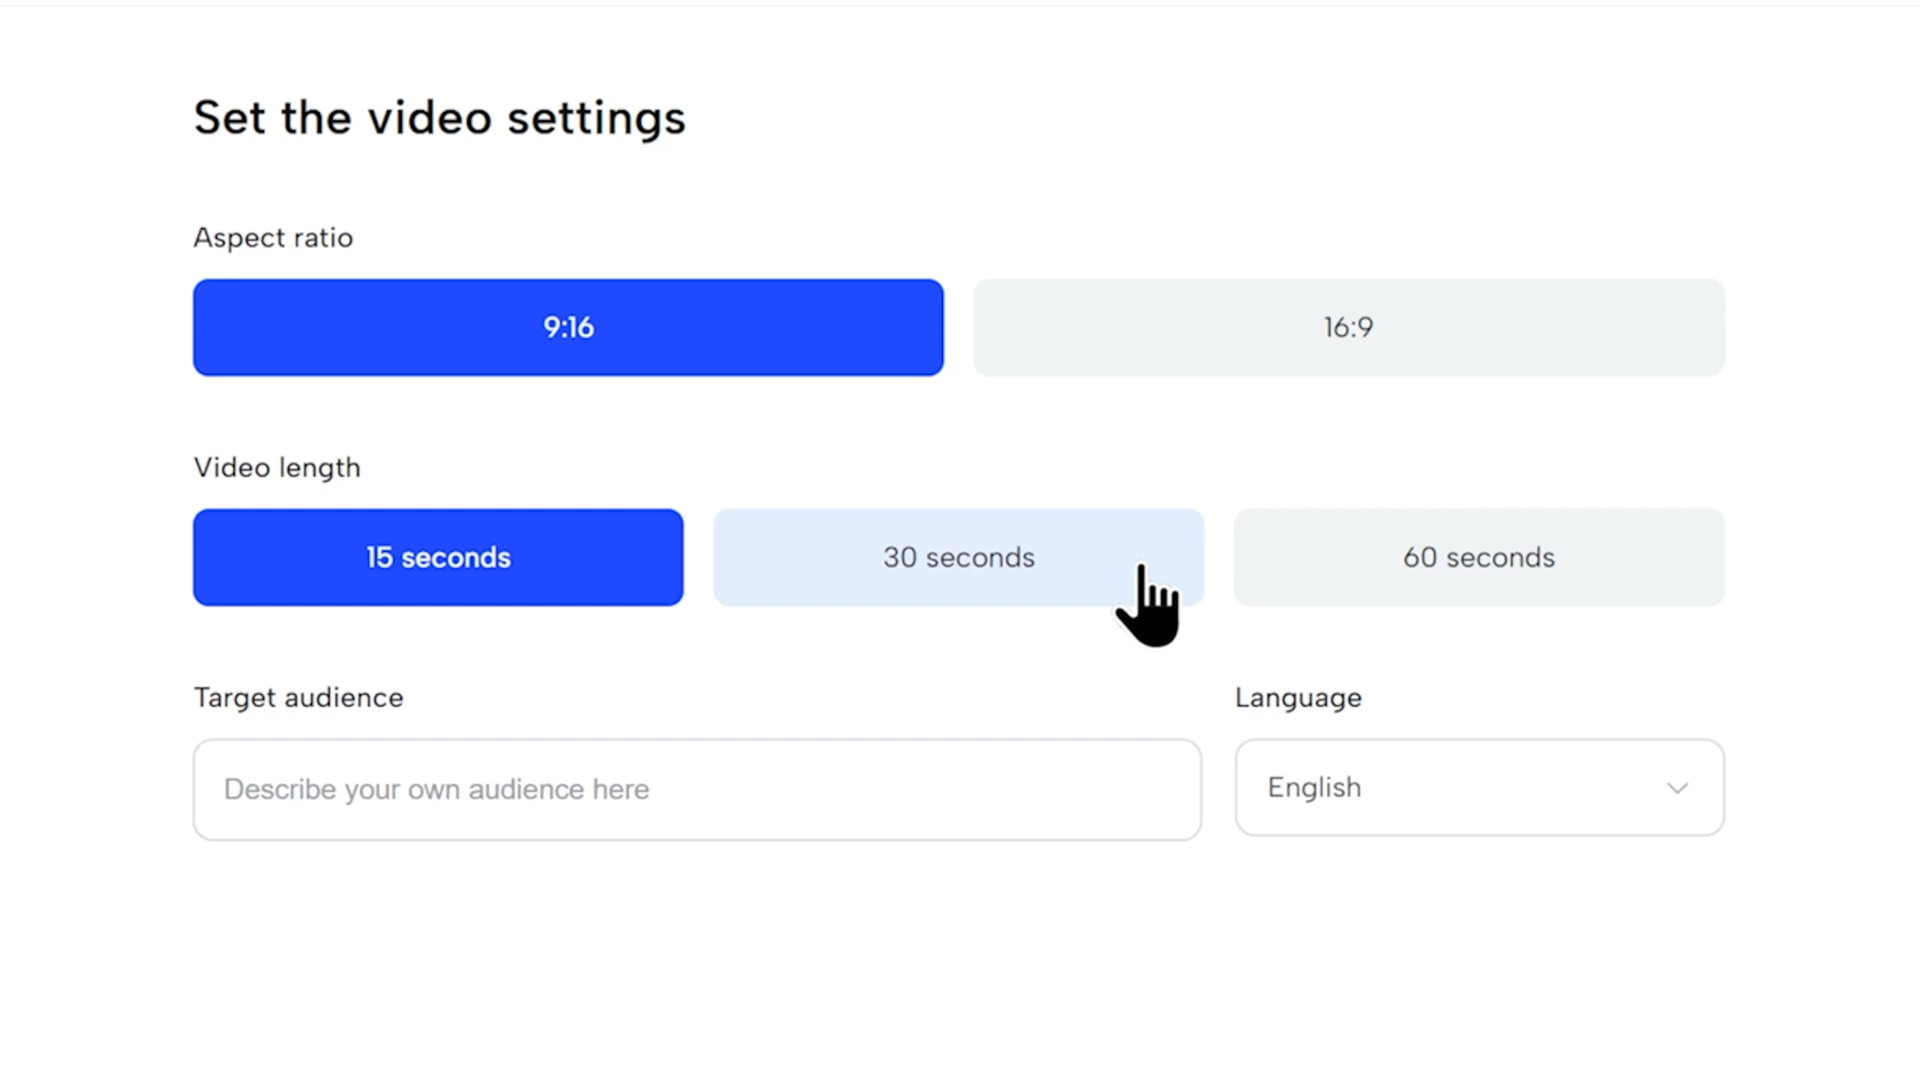 Set the video settings
Aspect ratio
9:16
16:9
Video length
15 seconds
30 seconds
60 seconds
Target audience
Language
Describe your own audience here
English